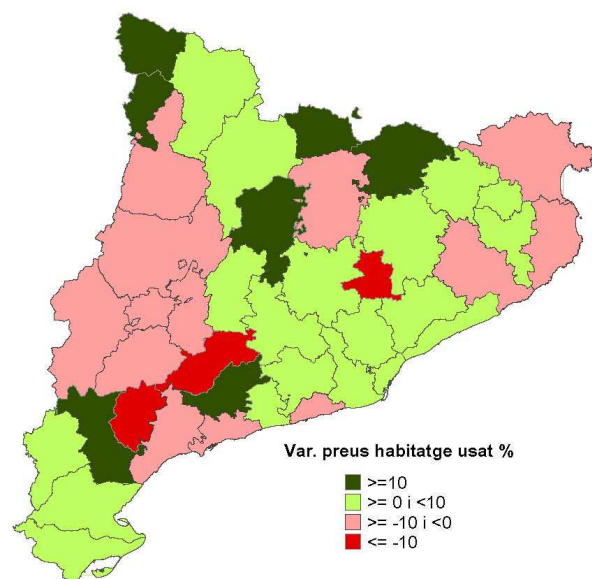 Var. preus habitatge usat %
>=10
>= 0 i <10
>= -10 i <0
<= -10